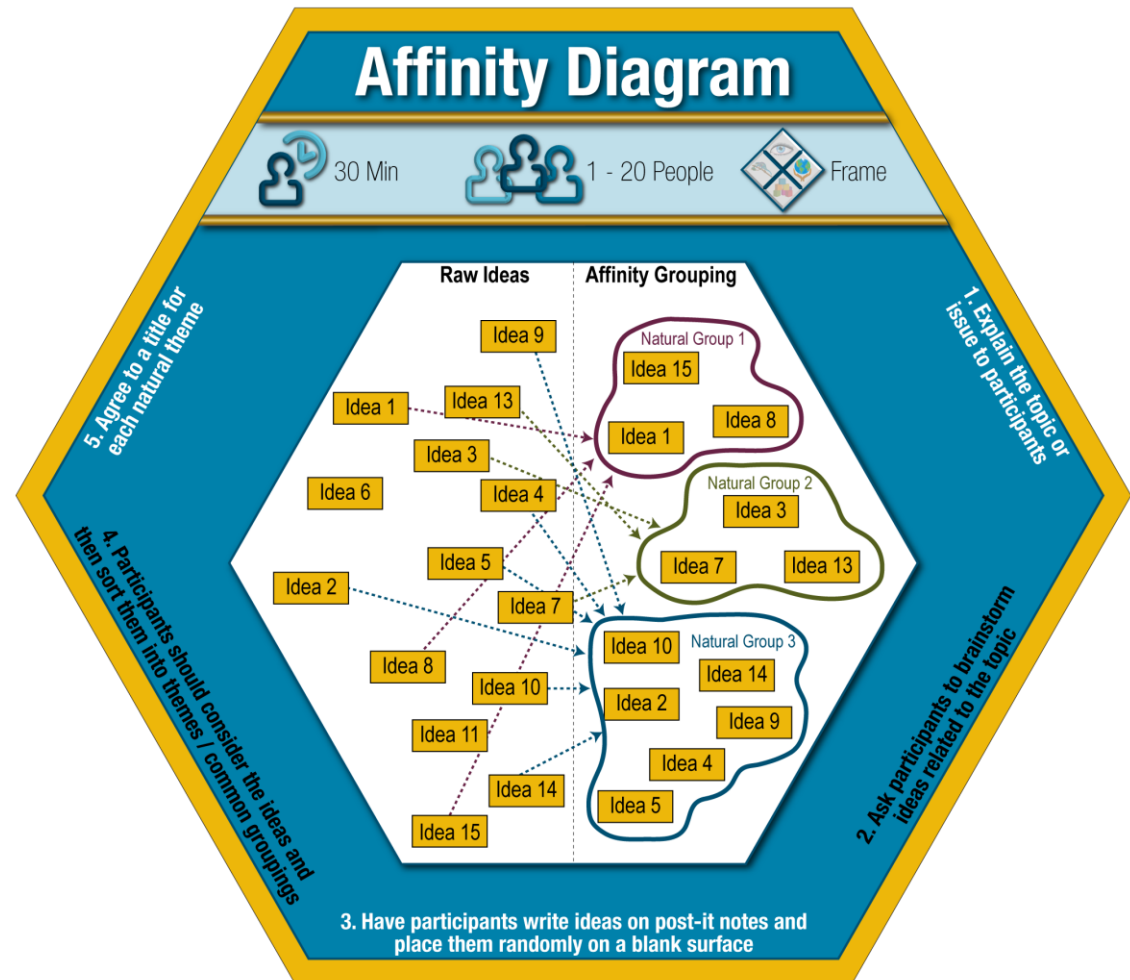 Affinity Diagram
30 Min
1 - 20 People
Frame
Raw Ideas
Affinity Grouping
Idea 9
Idea 13
Idea 1
Idea 3
Idea 6
Idea 4
Idea 5
Idea 2
Idea 7
Idea 8
Idea 10
Idea 11
Idea 14
Idea 15
Natural Group 1
Idea 15
Idea 8
Idea 1
Natural Group 2
Idea 3
Idea 7
Idea 13
Natural Group 3
Idea 10
Idea 14
Idea 2
Idea 9
Idea 4
Idea 5
1. Explain the topic or
issue to participants
2. Ask participants to brainstorm
ideas related to the topic
3. Have participants write ideas on post-it notes and
place them randomly on a blank surface
4. Participants should consider the ideas and
then sort them into themes / common groupings
5. Agree to a title for
each natural theme